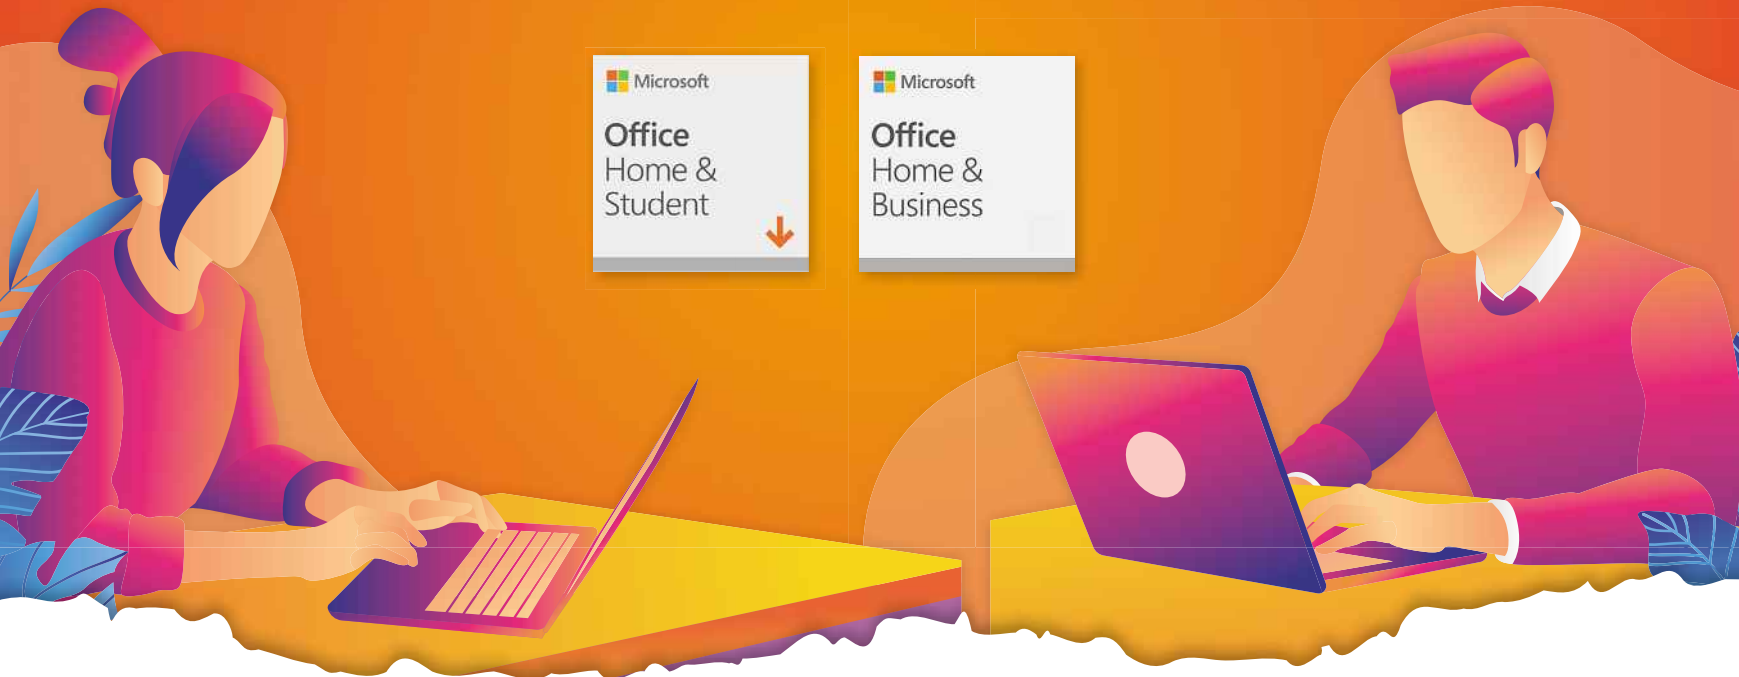 Microsoft
Office
Home &
Student
Microsoft
Office
Home &
Business